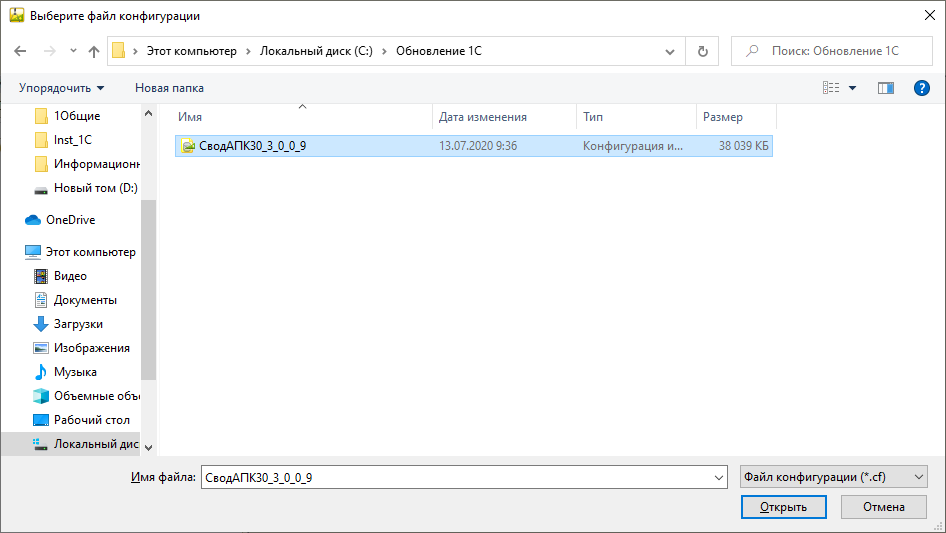 Выберите файл конфигурации
Этот компьютер > Локальный диск (C:) > Обновление 1С
Поиск: Обновление 1С
Упорядочить
Новая папка
Имя
Дата изменения
Тип
Размер
СводАПК30_3_0_0_9
13.07.2020 9:36
Конфигурация и...
38 039 КБ
1Общие
Inst_1C
Информацион
Новый том (D:)
OneDrive
Этот компьютер
Видео
Документы
Загрузки
Изображения
Музыка
Объемные объ
Рабочий стол
Локальный дис
Имя файла:
СводАПК30_3_0_0_9
Файл конфигурации (*.cf)
Открыть
Отмена